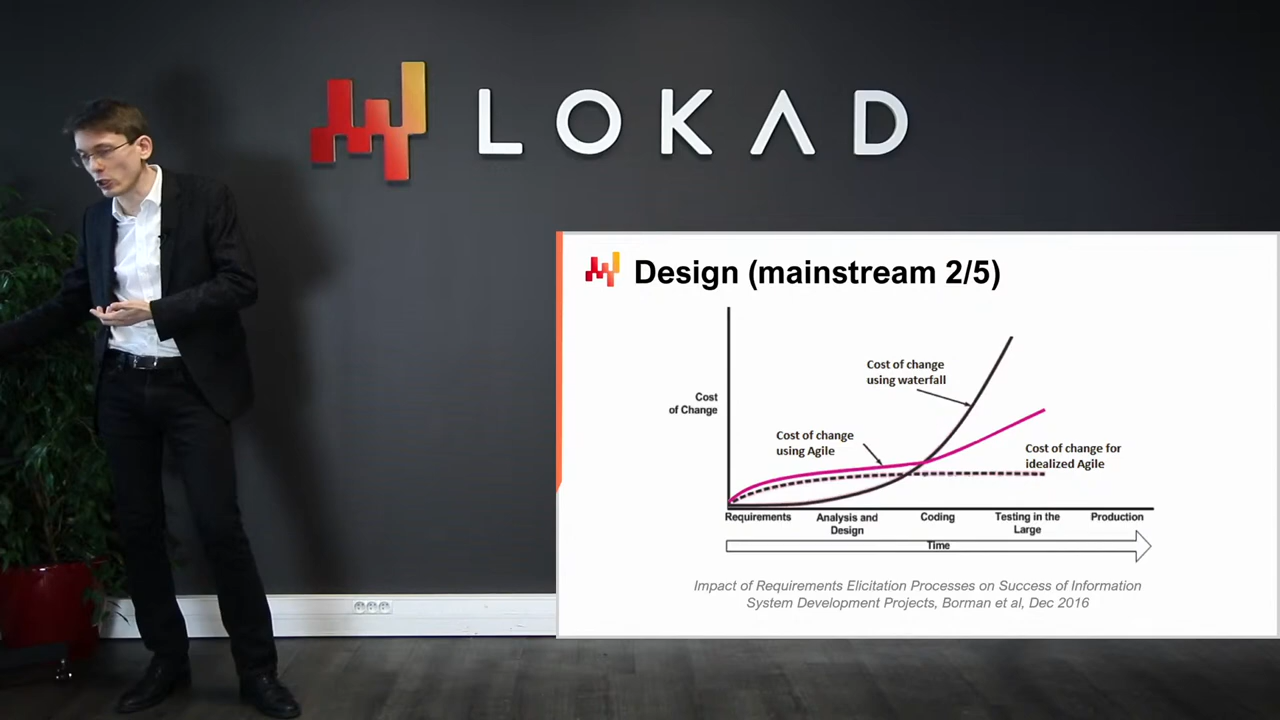 LOKAD
Design (mainstream 2/5)
Cost of change
using waterfall
Cost
of Change
Cost of change
using Agile
Cost of change for
idealized Agile
Requirements
Analysis and
Design
Coding
Testing in the
Large
Production
Time
Impact of Requirements Elicitation Processes on Success of Information
System Development Projects, Borman et al, Dec 2016